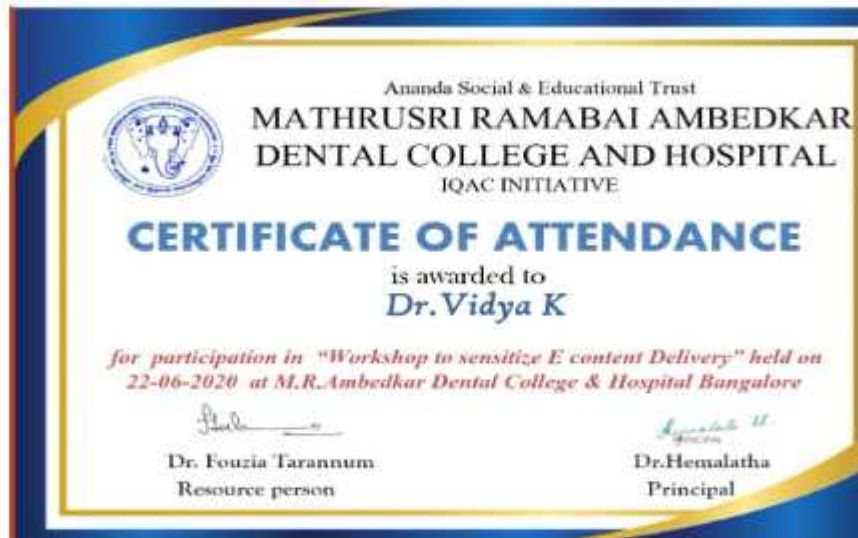 Ananda Social & Educational Trust
MATHRUSRI RAMABAI AMBEDKAR
DENTAL COLLEGE AND HOSPITAL
IQAC INITIATIVE
CERTIFICATE OF ATTENDANCE
is awarded to
Dr.Vidya K
for participation in "Workshop to sensitize E content Delivery" held on
22-06-2020 at M.R.Ambedkar Dental College & Hospital Bangalore
Hemalatha
Dr. Fouzia Tarannum
Dr.Hemalatha
Resource person
Principal